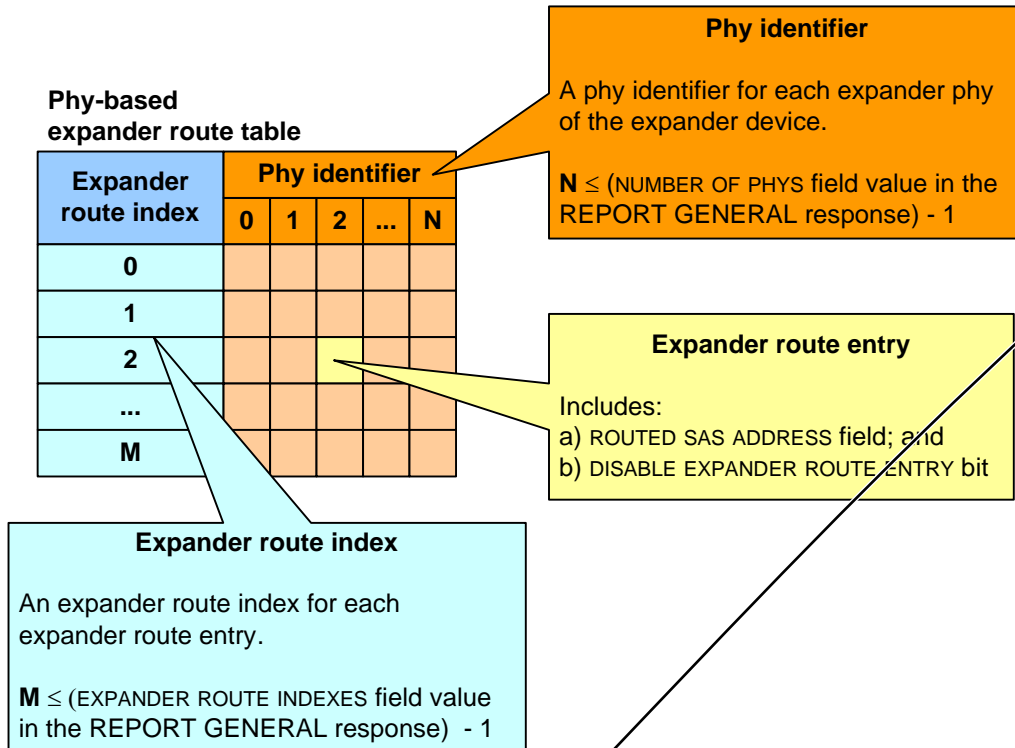 Phy-based
expander route table
Expander
route index
Phy identifier
0 1 2 ... N
0
1
2
...
M
Phy identifier
A phy identifier for each expander phy
of the expander device.
N ≤ (NUMBER OF PHYS field value in the
REPORT GENERAL response) - 1
Expander route entry
Includes:
a) ROUTED SAS ADDRESS field; and
b) DISABLE EXPANDER ROUTE ENTRY bit
Expander route index
An expander route index for each
expander route entry.
M ≤ (EXPANDER ROUTE INDEXES field value
in the REPORT GENERAL response) - 1